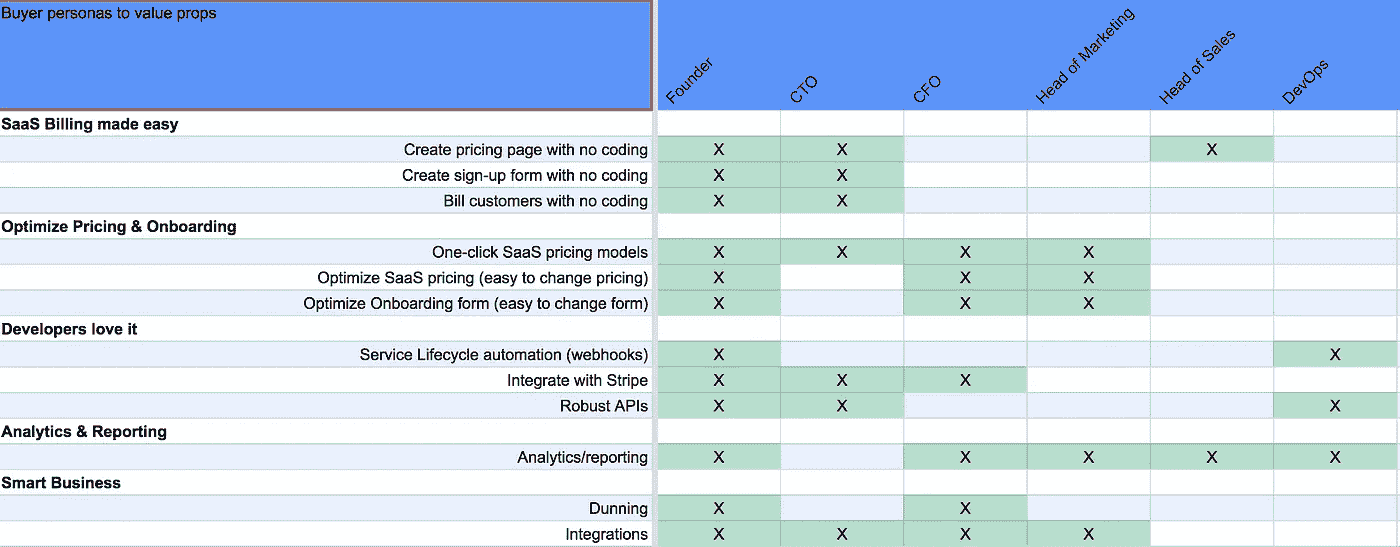 Buyer personas to value props
Founder CTO CFO Head of Marketing Head of Sales DevOps
SaaS Billing made easy
Create pricing page with no coding X X X
Create sign-up form with no coding X X
Bill customers with no coding X X
Optimize Pricing & Onboarding
One-click SaaS pricing models X X X X
Optimize SaaS pricing (easy to change pricing) X X X
Optimize Onboarding form (easy to change form) X X X
Developers love it
Service Lifecycle automation (webhooks) X X
Integrate with Stripe X X X
Robust APIs X X X
Analytics & Reporting
Analytics/reporting X X X X X
Smart Business
Dunning X X
Integrations X X X X